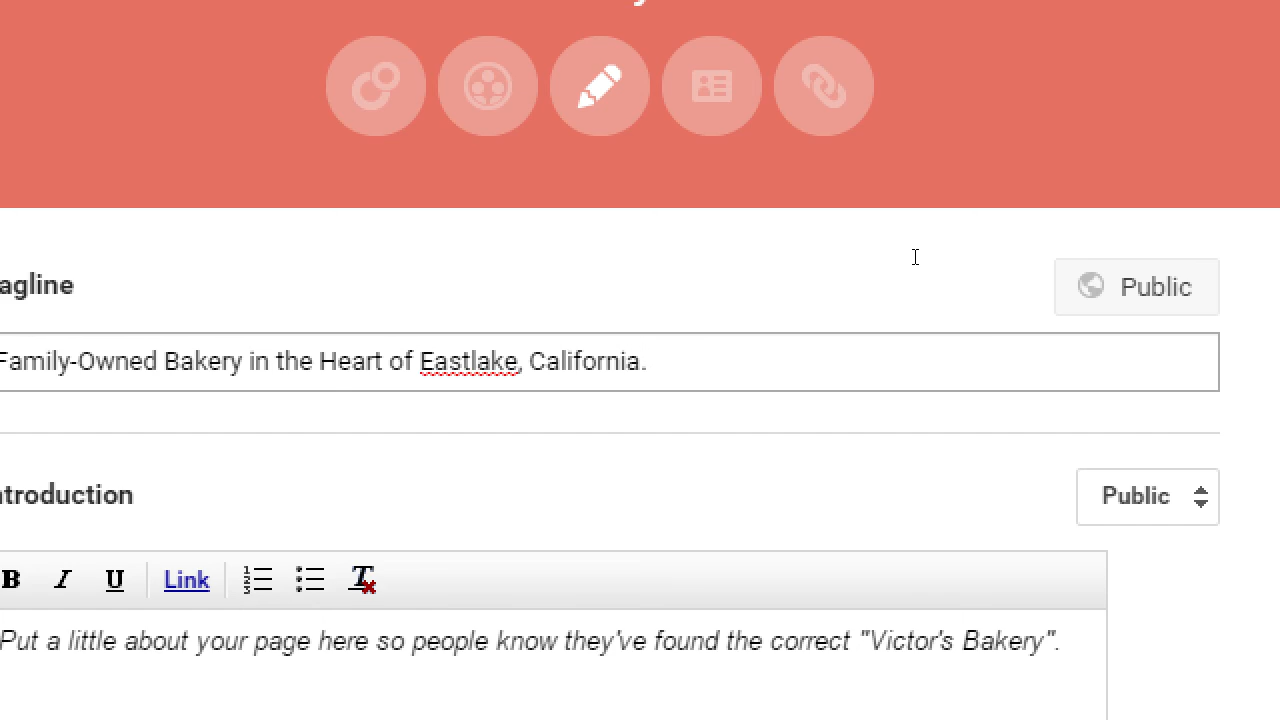 agline
Public
Family-Owned Bakery in the Heart of Eastlake, California.
ntroduction
Public
B I U Link
Put a little about your page here so people know they've found the correct "Victor's Bakery".